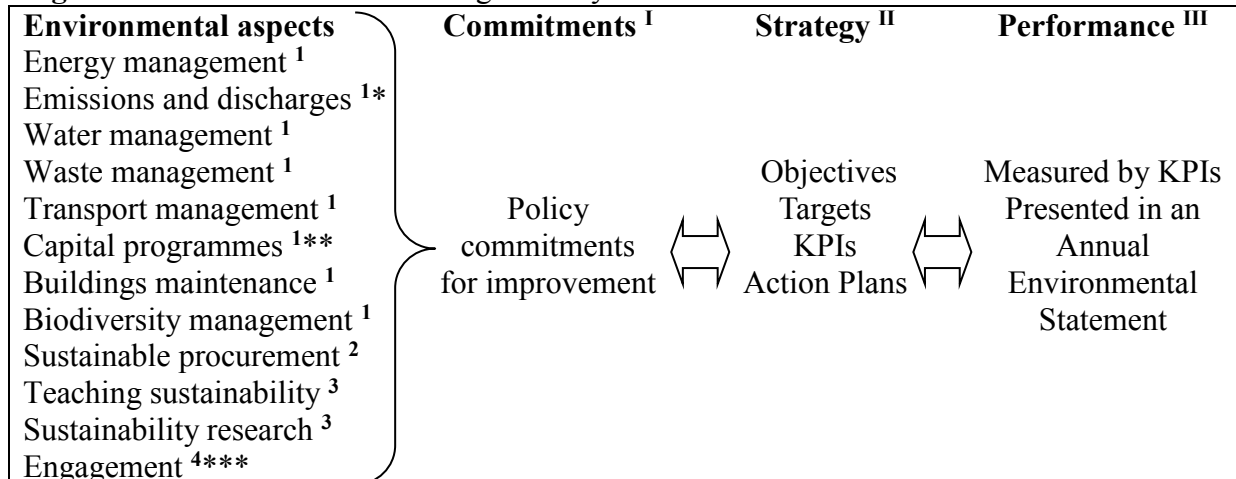 Environmental aspects
Energy management 1
Emissions and discharges 1*
Water management 1
Waste management 1
Transport management 1
Capital programmes 1**
Buildings maintenance 1
Biodiversity management 1
Sustainable procurement 2
Teaching sustainability 3
Sustainability research 3
Engagement 4***
Commitments I
Policy
commitments
for improvement
Strategy II
Objectives
Targets
KPIs
Action Plans
Performance III
Measured by KPIs
Presented in an
Annual
Environmental
Statement